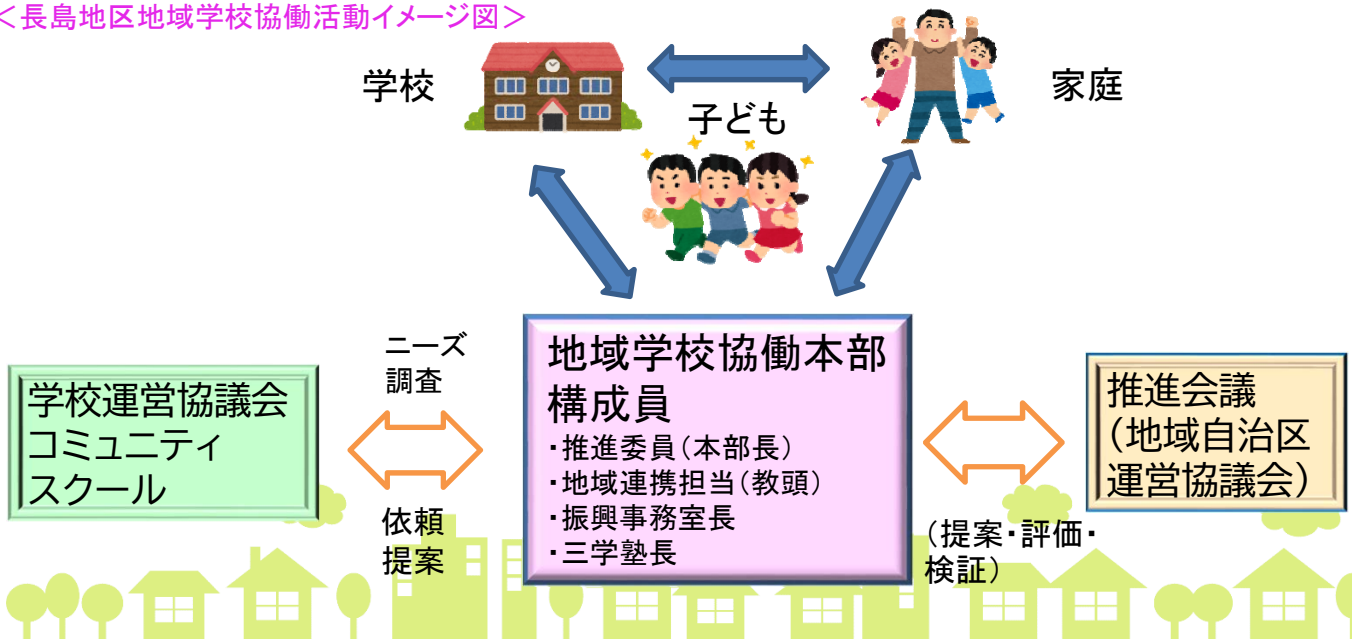 <長島地区地域学校協働活動イメージ図>
学校
家庭
子ども
学校運営協議会
コミュニティ
スクール
ニーズ
調査
依頼
提案
地域学校協働本部
構成員
・推進委員(本部長)
・地域連携担当(教頭)
・振興事務室長
・三学塾長
(提案・評価・
検証)
推進会議
(地域自治区
運営協議会)